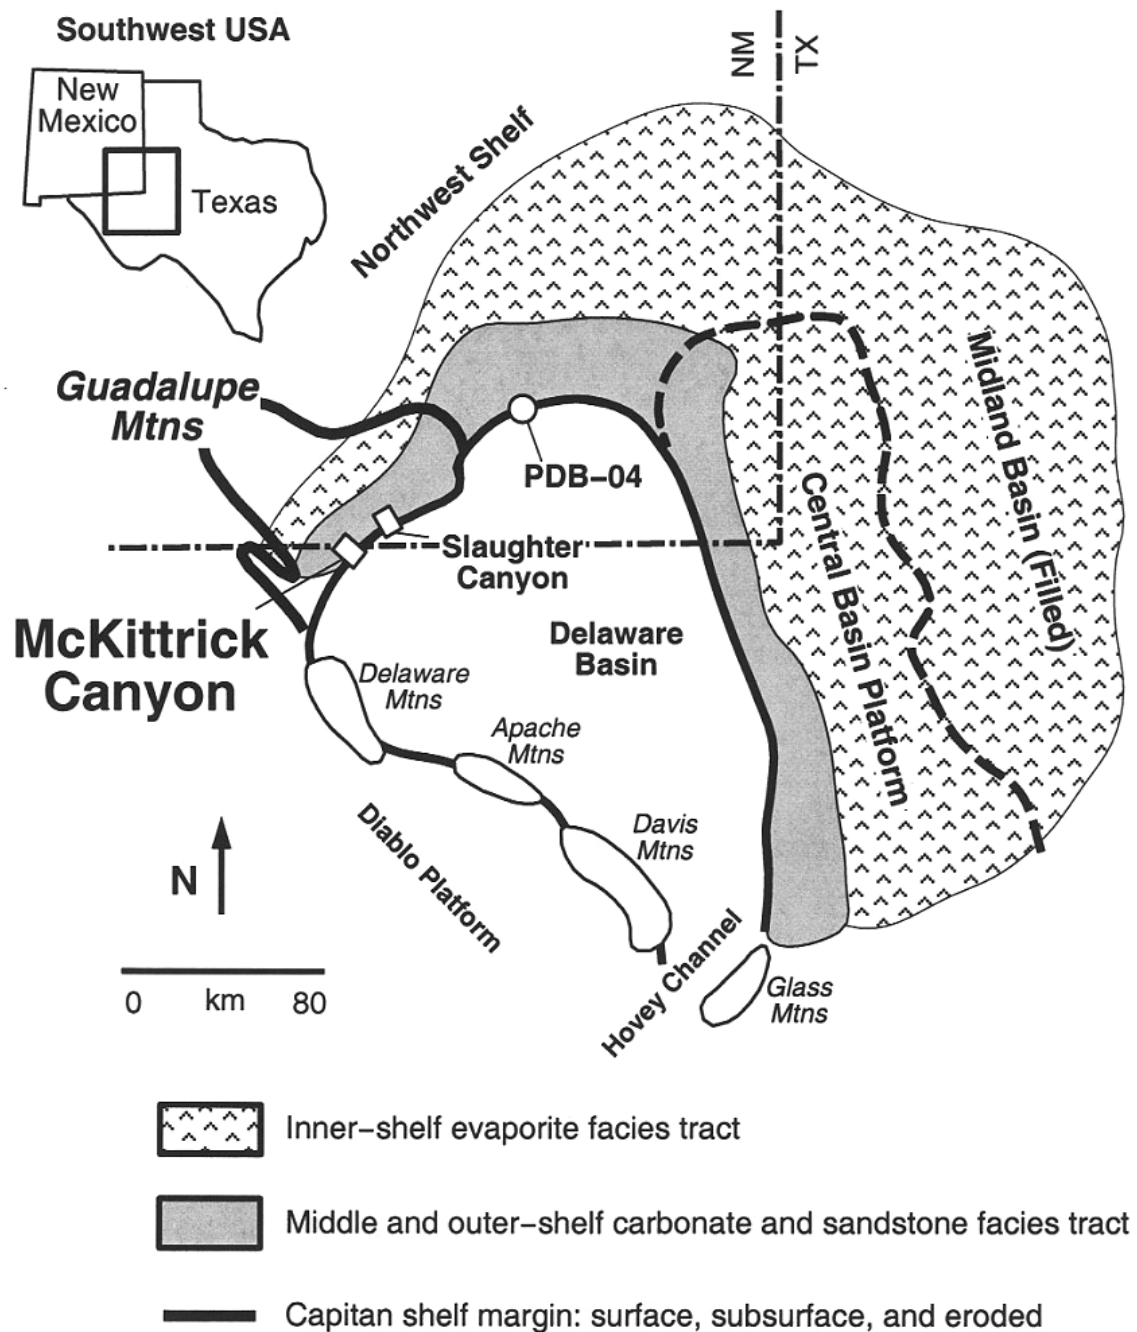 Southwest USA
New
Mexico
Texas
NM
TX
Northwest Shelf
Guadalupe
Mtns
PDB-04
Midland Basin (Filled)
Central Basin Platform
Slaughter
Canyon
McKittrick
Canyon
Delaware
Basin
Delaware
Mtns
Apache
Mtns
Davis
Mtns
Diablo Platform
N
Hovey Channel
Glass
Mtns
0 km 80
Inner-shelf evaporite facies tract
Middle and outer-shelf carbonate and sandstone facies tract
Capitan shelf margin: surface, subsurface, and eroded